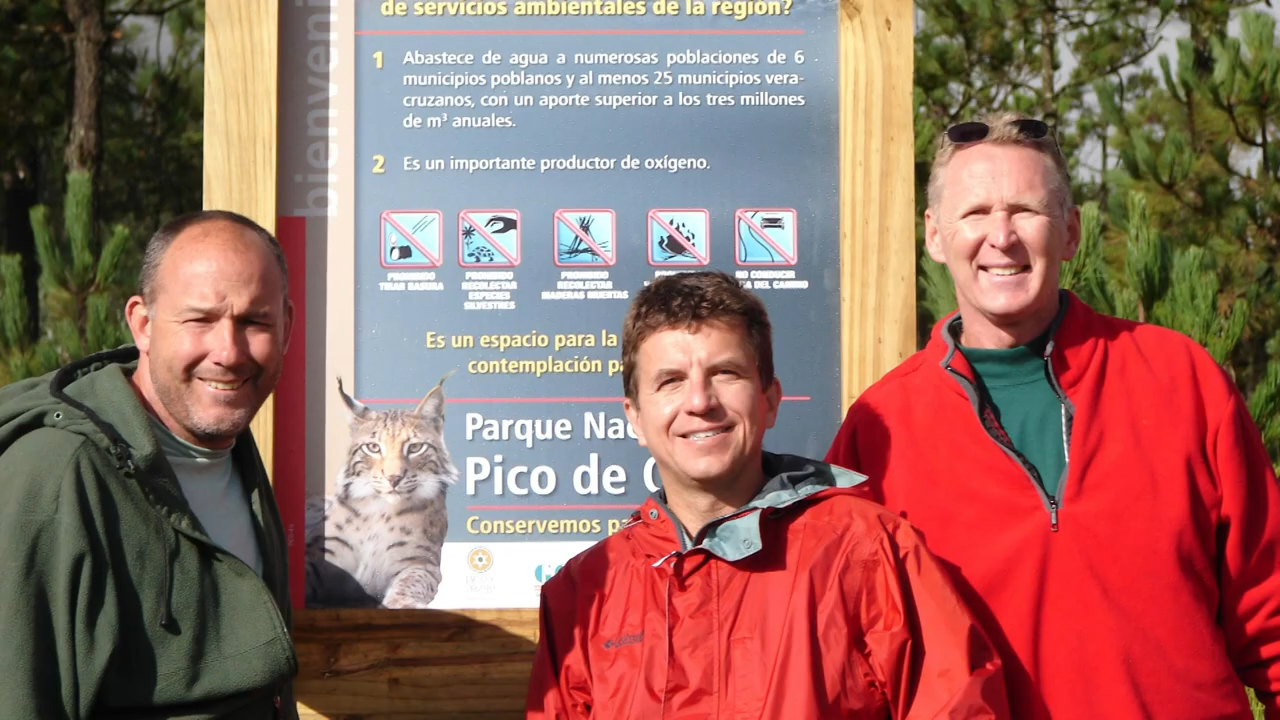 de servicios ambientales de la región?
bienveni
1 Abastece de agua a numerosas poblaciones de 6
municipios poblanos y al menos 25 municipios vera-
cruzanos, con un aporte superior a los tres millones
de m³ anuales.
2 Es un importante productor de oxígeno.
PROHIBIDO
TIRAR BASURA
PROHIBIDO
RECOLECTAR
ESPECIES
SILVESTRES
PROHIBIDO
RECOLECTAR
MADERAS MUERTAS
NO CONDUCIR
DEL CAMINO
Es un espacio para la
contemplación
Parque Na
Pico de
Conservemos
Columbia